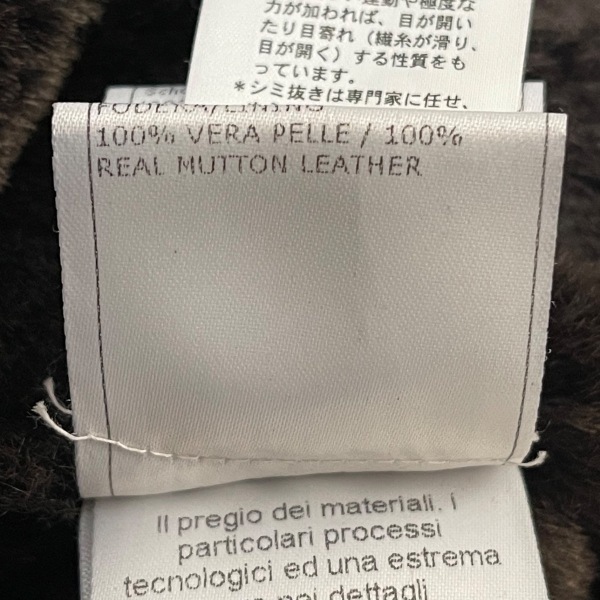 力が加われば、目が開い
たり目寄れ（繊糸が滑り、
目が開く）する性質をも
っています。
＊シミ抜きは専門家に任せ、
100% VERA PELLE / 100%
REAL MUTTON LEATHER
Il pregio dei materiali. i
particolari processi
tecnologici ed una estrema
nei dettagli